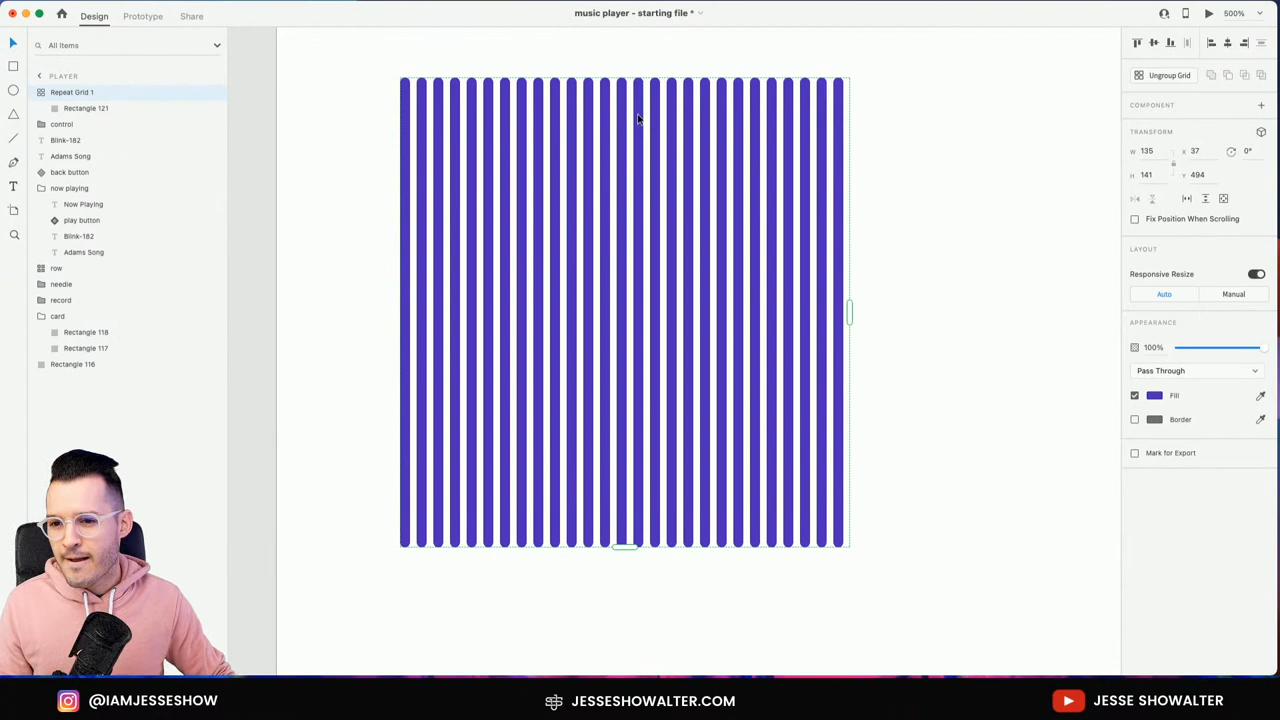 Design
Prototype
Share
music player - starting file *
500%
All Items
PLAYER
Repeat Grid 1
Rectangle 121
control
Blink-182
Adams Song
back button
now playing
Now Playing
play button
Blink-182
Adams Song
row
needle
record
card
Rectangle 118
Rectangle 117
Rectangle 116
Ungroup Grid
COMPONENT
TRANSFORM
W 135 X 37 0°
H 141 Y 494
Fix Position When Scrolling
LAYOUT
Responsive Resize
Auto Manual
APPEARANCE
100%
Pass Through
Fill
Border
Mark for Export
@IAMJESSESHOW
JESSESHOWALTER.COM
JESSE SHOWALTER